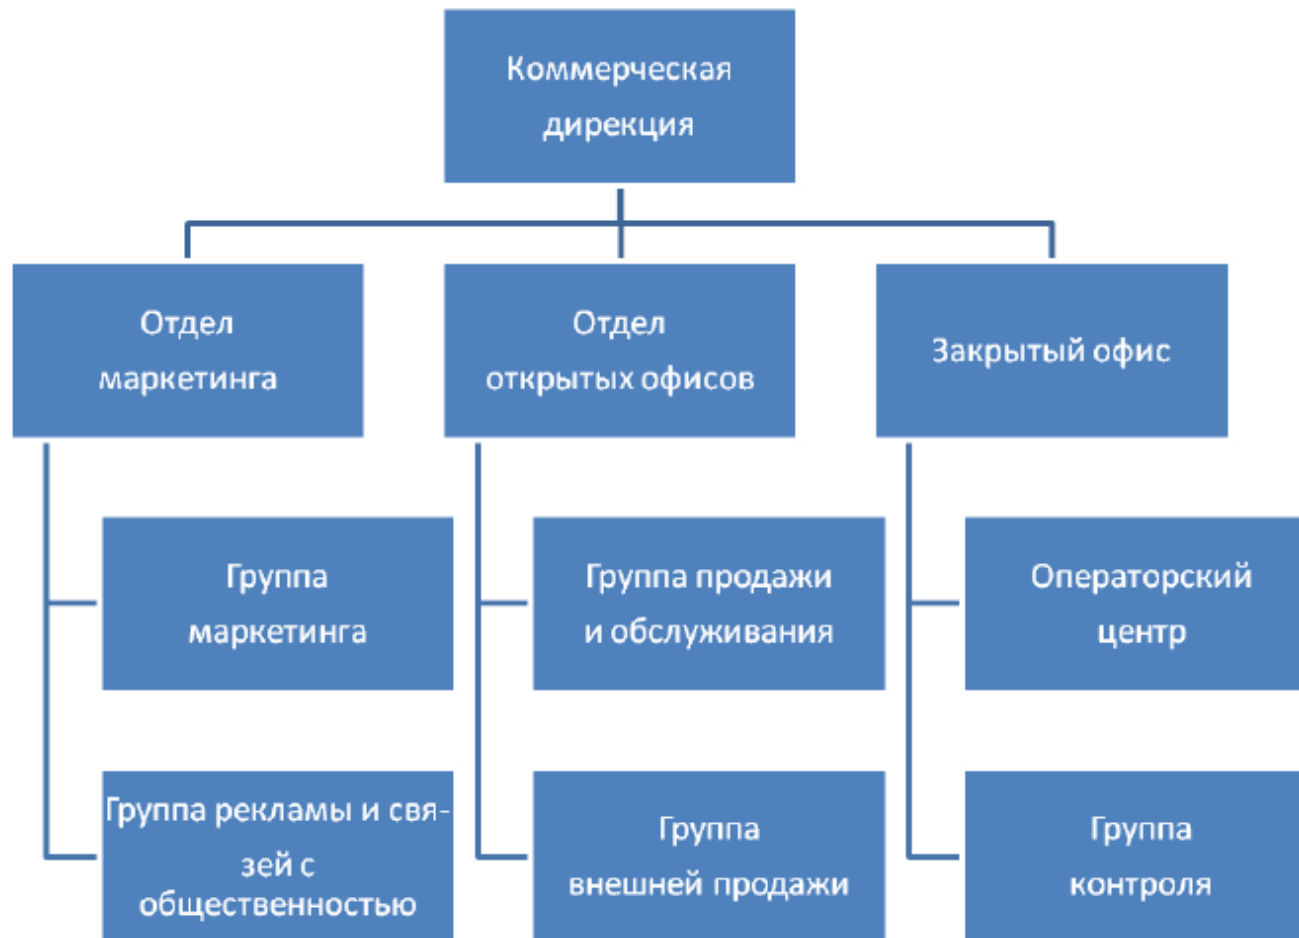 Коммерческая
дирекция
Отдел
маркетинга
Отдел
открытых офисов
Закрытый офис
Группа
маркетинга
Группа продажи
и обслуживания
Операторский
центр
Группа рекламы и свя-
зей с
общественностью
Группа
внешней продажи
Группа
контроля